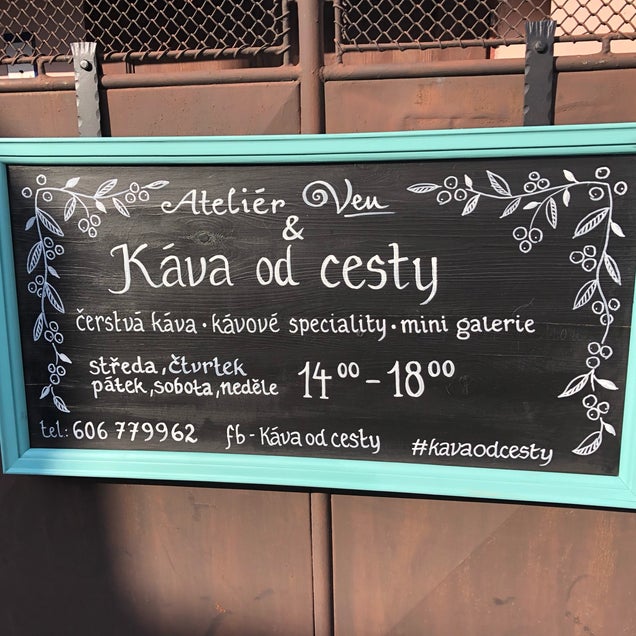 Ateliér Ven
&
Káva od cesty
čerstvá káva · kávové speciality · mini galerie
středa, čtvrtek
pátek, sobota, neděle
14⁰⁰ – 18⁰⁰
tel: 606 779962 fb - Káva od cesty #kavaodcesty